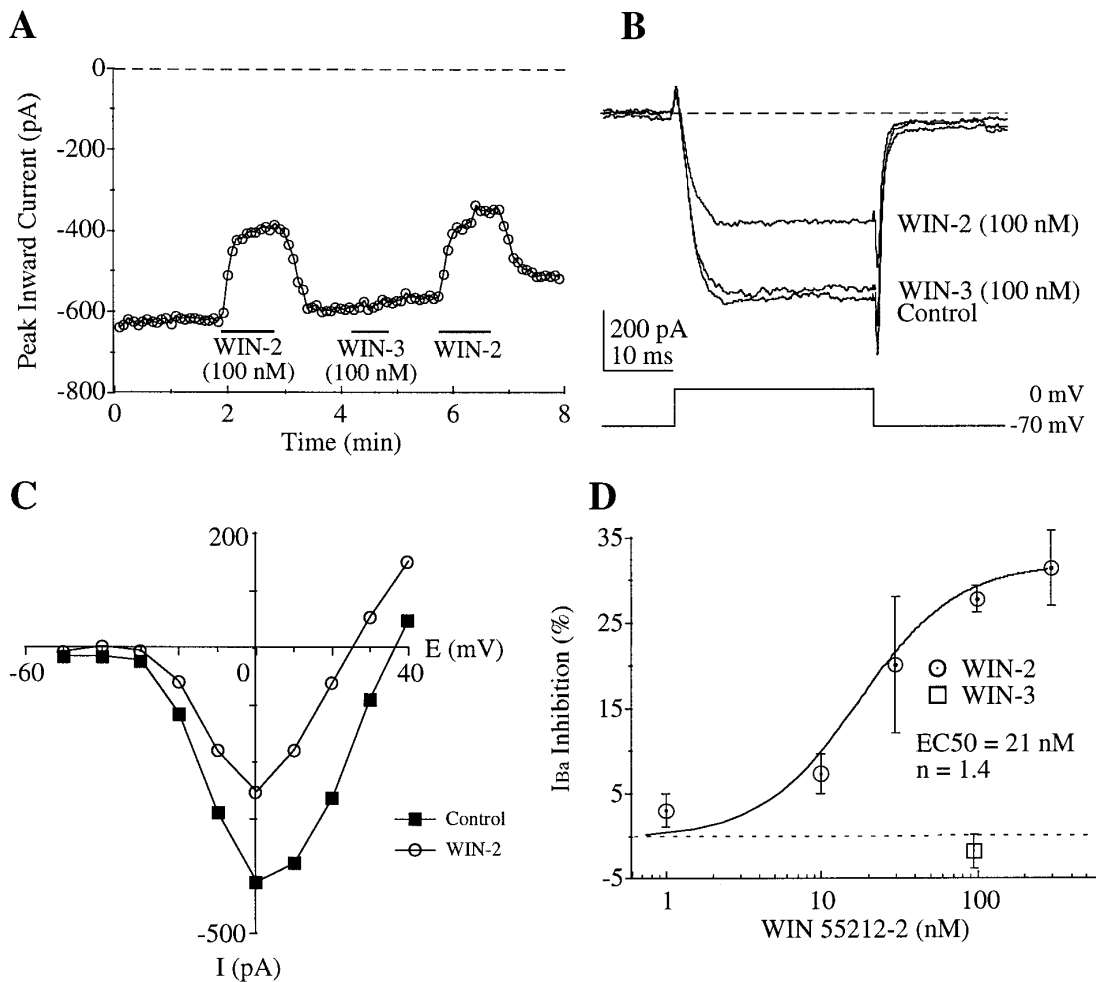 A
0
-200
-400
-600
-800
Peak Inward Current (pA)
WIN-2
(100 nM)
WIN-3
(100 nM)
WIN-2
0
2
4
6
8
Time (min)
B
WIN-2 (100 nM)
WIN-3 (100 nM)
Control
200 pA
10 ms
0 mV
-70 mV
C
200
E (mV)
-60
0
40
Control
WIN-2
-500
I (pA)
D
35
25
15
5
-5
IBa Inhibition (%)
WIN-2
WIN-3
EC50 = 21 nM
n = 1.4
1
10
100
WIN 55212-2 (nM)